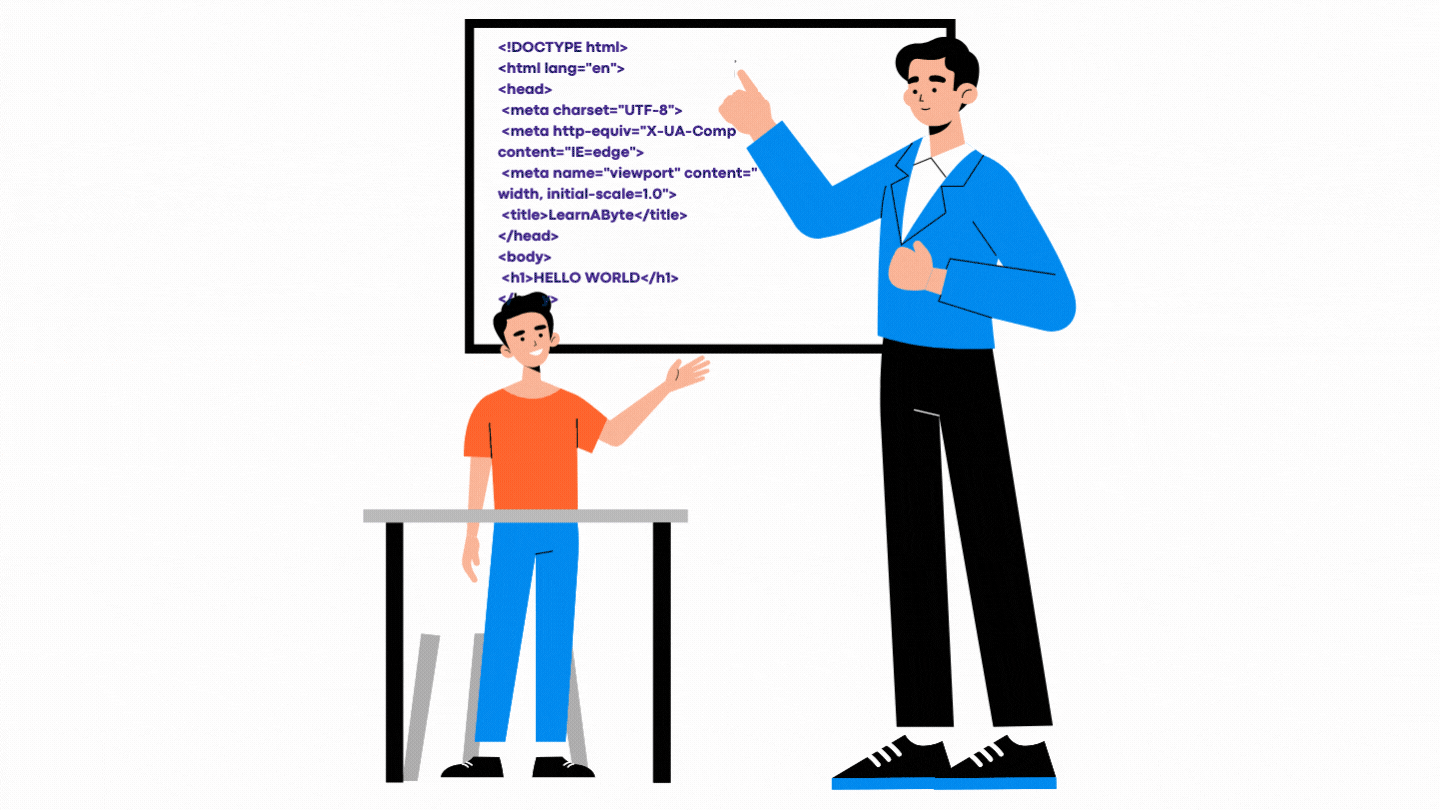 <!DOCTYPE html>
<html lang="en">
<head>
<meta charset="UTF-8">
<meta http-equiv="X-UA-Comp
content="IE=edge">
<meta name="viewport" content="
width, initial-scale=1.0">
<title>LearnAByte</title>
</head>
<body>
<h1>HELLO WORLD</h1>